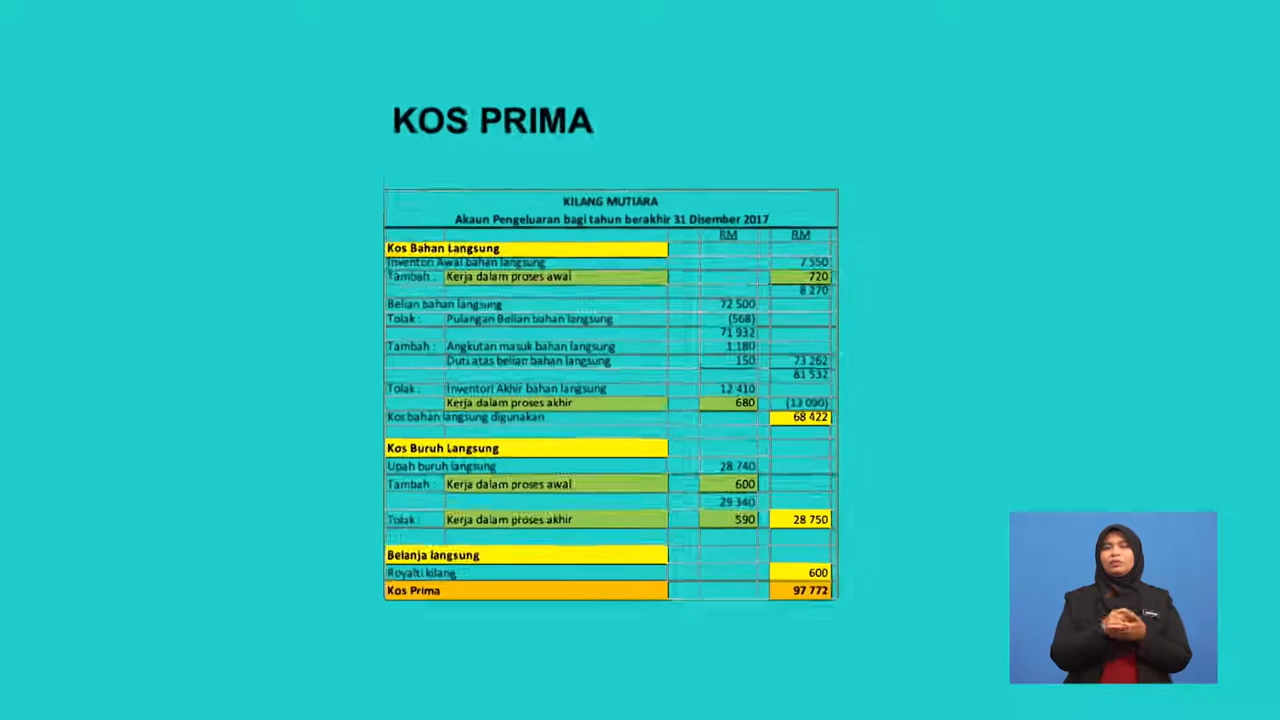 KOS PRIMA
KILANG MUTIARA
Akaun Pengeluaran bagi tahun berakhir 31 Disember 2017
RM RM
Kos Bahan Langsung
Inventori Awal bahan langsung 7 550
Tambah : Kerja dalam proses awal 720
8 270
Belian bahan langsung 72 500
Tolak : Pulangan Belian bahan langsung (568)
71 932
Tambah : Angkutan masuk bahan langsung 1 180
Duti atas belian bahan langsung 150 73 262
81 532
Tolak : Inventori Akhir bahan langsung 12 410
Kerja dalam proses akhir 680 (13 090)
Kos bahan langsung digunakan 68 422
Kos Buruh Langsung
Upah buruh langsung 28 740
Tambah : Kerja dalam proses awal 600
29 340
Tolak : Kerja dalam proses akhir 590 28 750
Belanja langsung
Royalti kilang 600
Kos Prima 97 772